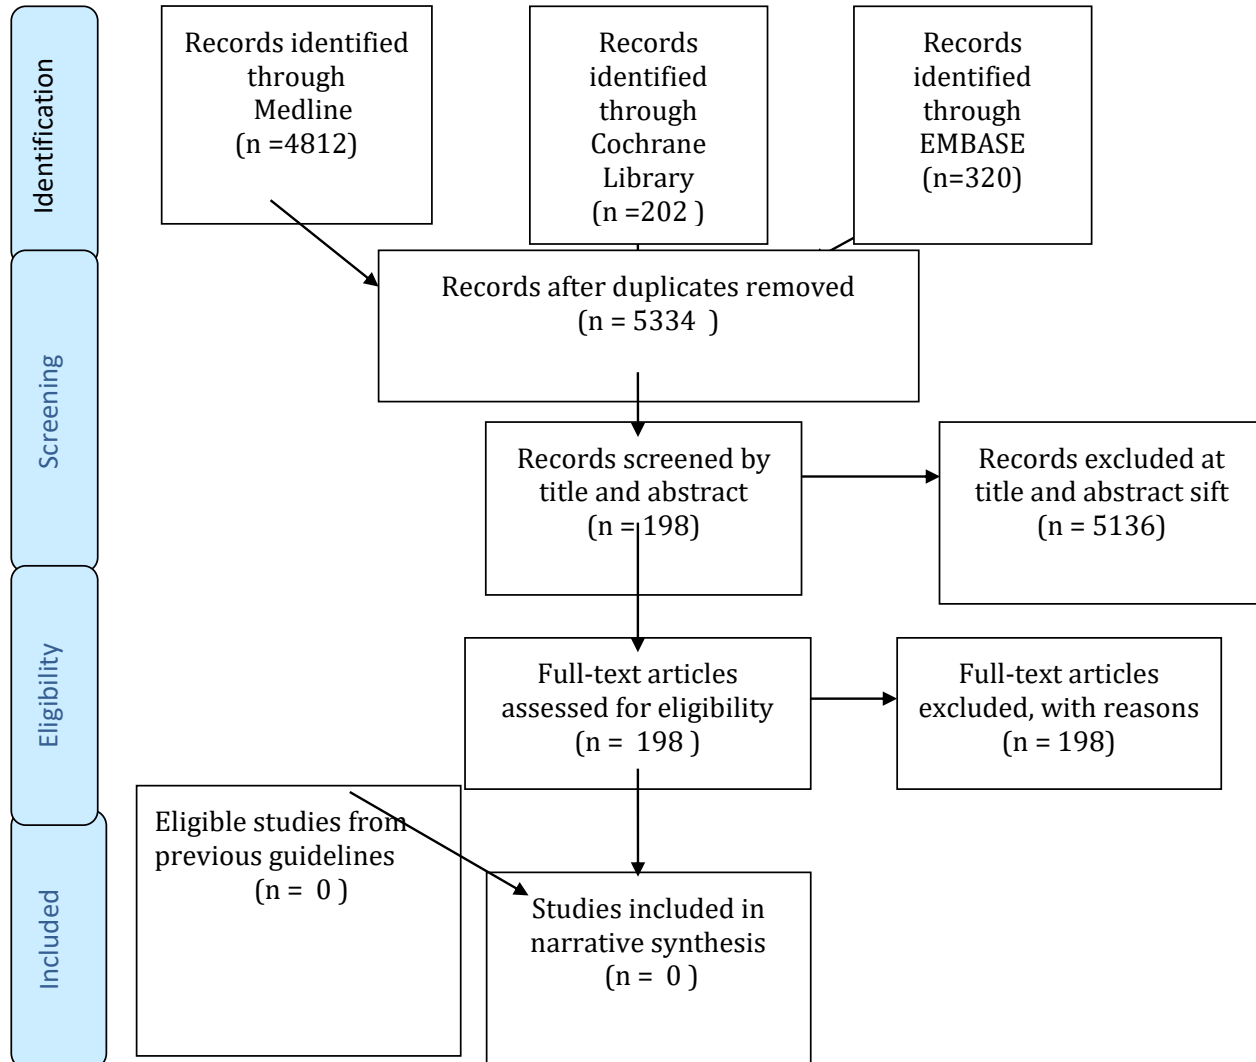 Identification
Records identified
through
Medline
(n =4812)
Records
identified
through
Cochrane
Library
(n =202 )
Records
identified
through
EMBASE
(n=320)
Screening
Records after duplicates removed
(n = 5334  )
Records screened by
title and abstract
(n = 198)
Records excluded at
title and abstract sift
(n = 5136)
Eligibility
Full-text articles
assessed for eligibility
(n =  198 )
Full-text articles
excluded, with reasons
(n = 198)
Included
Eligible studies from
previous guidelines
(n =  0 )
Studies included in
narrative synthesis
(n =  0 )